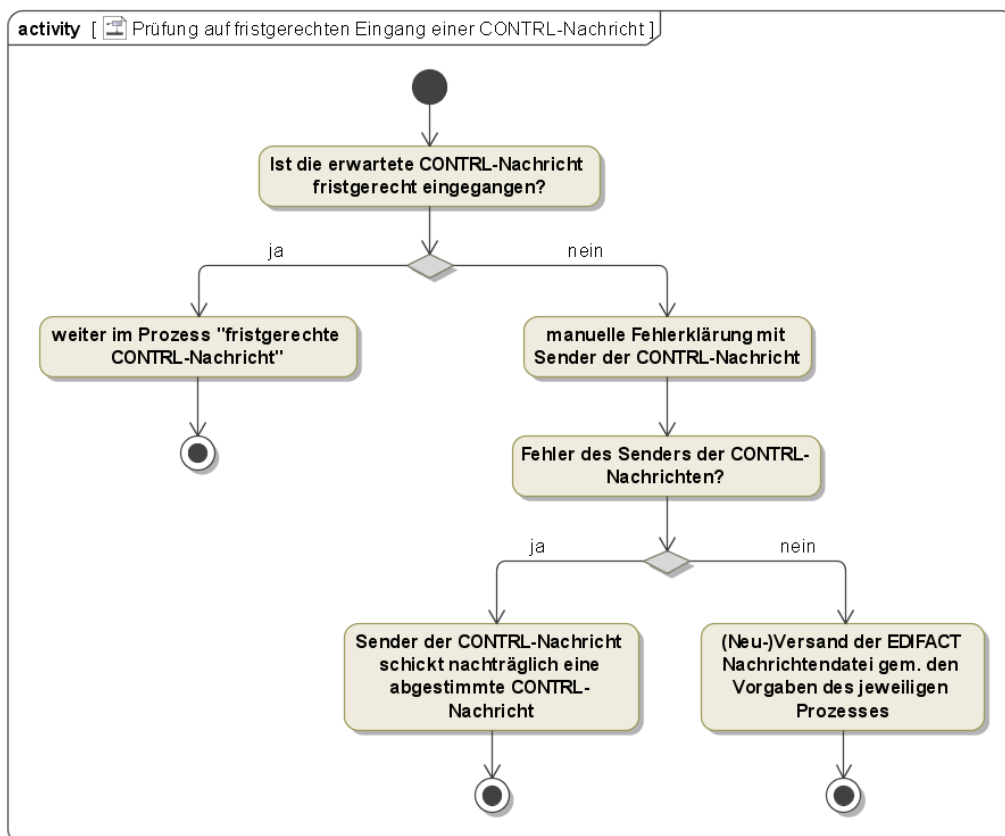 activity [ Prüfung auf fristgerechten Eingang einer CONTRL-Nachricht ]
Ist die erwartete CONTRL-Nachricht
fristgerecht eingegangen?
ja
nein
weiter im Prozess "fristgerechte
CONTRL-Nachricht"
manuelle Fehlerklärung mit
Sender der CONTRL-Nachricht
Fehler des Senders der CONTRL-
Nachrichten?
ja
nein
Sender der CONTRL-Nachricht
schickt nachträglich eine
abgestimmte CONTRL-
Nachricht
(Neu-)Versand der EDIFACT
Nachrichtendatei gem. den
Vorgaben des jeweiligen
Prozesses